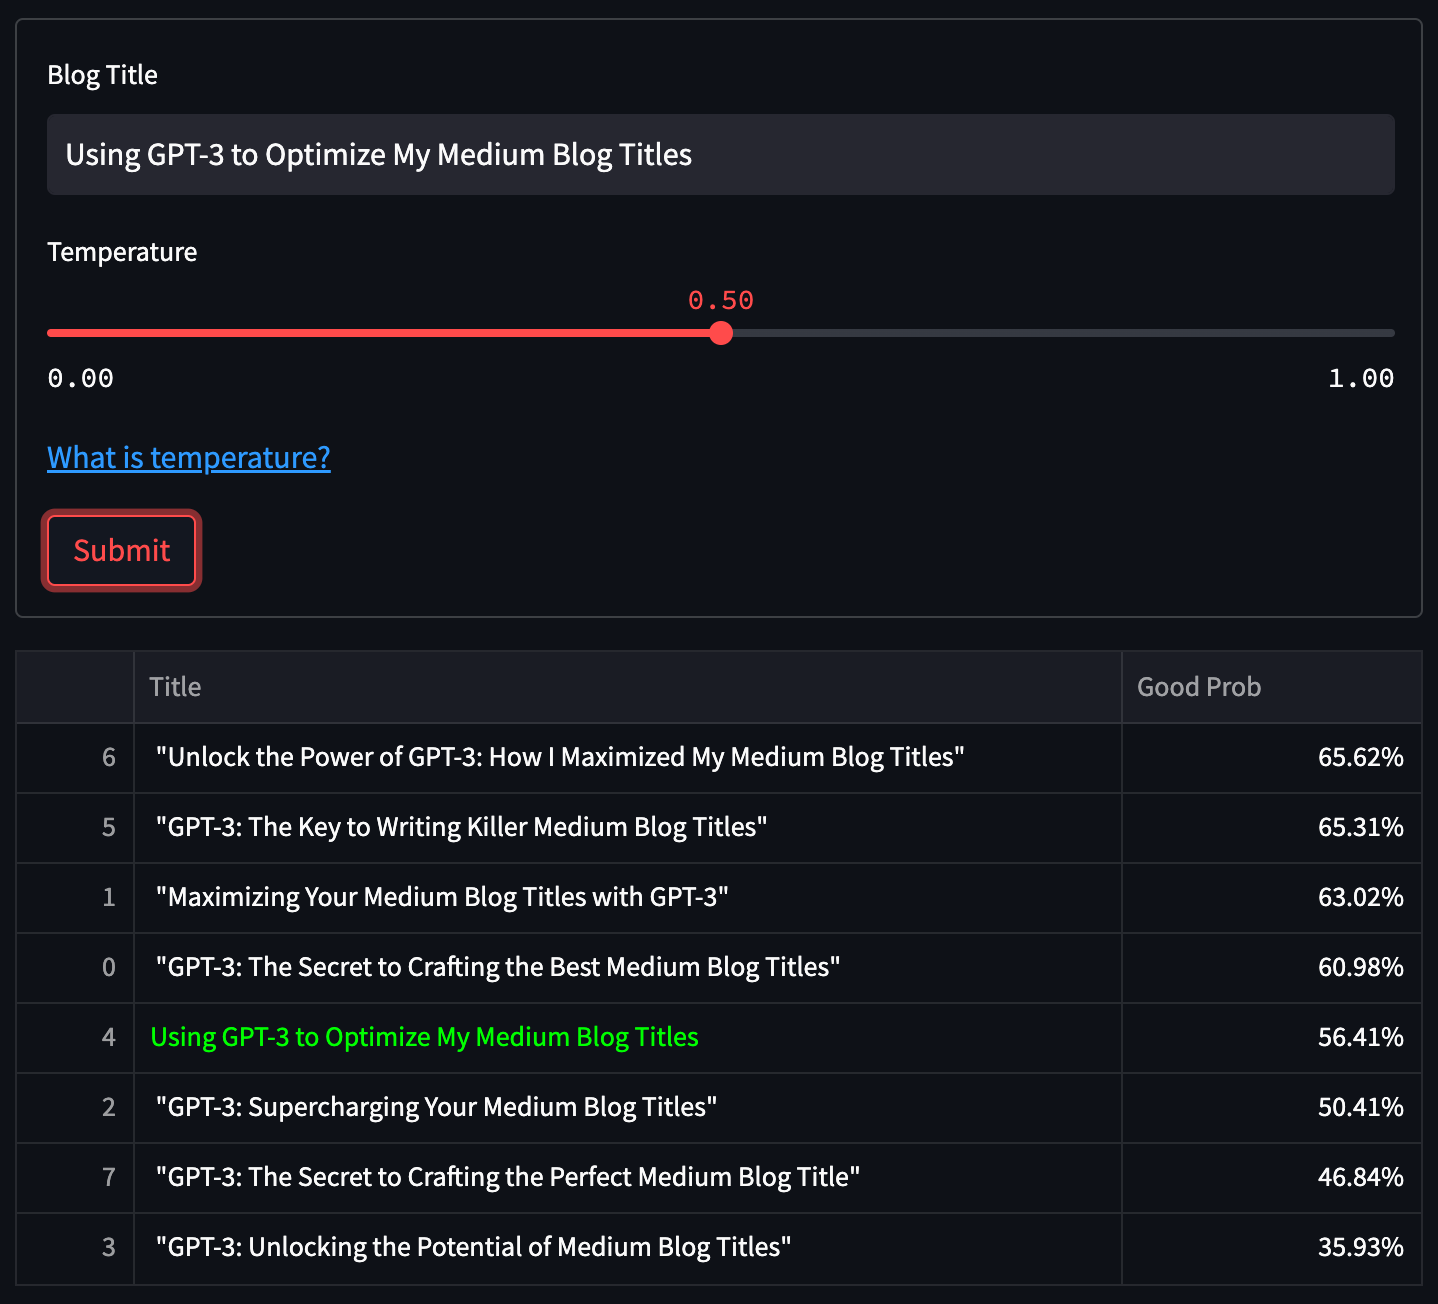 Blog Title
Using GPT-3 to Optimize My Medium Blog Titles
Temperature
0.50
0.00 1.00
What is temperature?
Submit
Title Good Prob
6 "Unlock the Power of GPT-3: How I Maximized My Medium Blog Titles" 65.62%
5 "GPT-3: The Key to Writing Killer Medium Blog Titles" 65.31%
1 "Maximizing Your Medium Blog Titles with GPT-3" 63.02%
0 "GPT-3: The Secret to Crafting the Best Medium Blog Titles" 60.98%
4 Using GPT-3 to Optimize My Medium Blog Titles 56.41%
2 "GPT-3: Supercharging Your Medium Blog Titles" 50.41%
7 "GPT-3: The Secret to Crafting the Perfect Medium Blog Title" 46.84%
3 "GPT-3: Unlocking the Potential of Medium Blog Titles" 35.93%